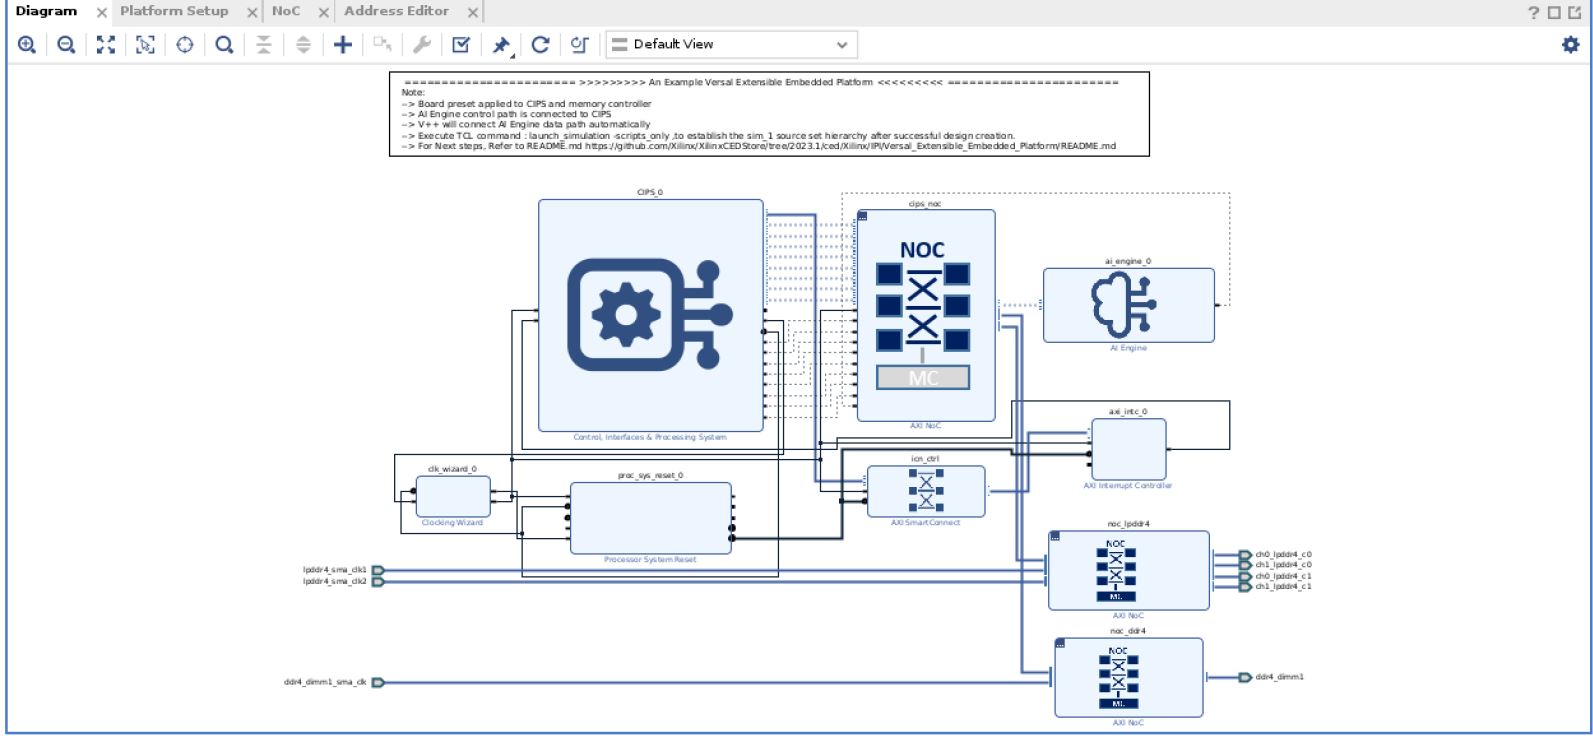 Diagram
Platform Setup
NoC
Address Editor
Default View
======================= >>>>>>>>> An Example Versal Extensible Embedded Platform <<<<<<<<< =======================
Note:
--> Board preset applied to CIPS and memory controller
--> AI Engine control path is connected to CIPS
--> V++ will connect AI Engine data path automatically
--> Execute TCL command : launch_simulation -scripts_only ,to establish the sim_1 source set hierarchy after successful design creation.
--> For Next steps, Refer to README.md https://github.com/Xilinx/XilinxCEDStore/tree/2023.1/ced/Xilinx/IPI/Versal_Extensible_Embedded_Platform/README.md
CIPS_0
Control, Interfaces & Processing System
cips_noc
NOC
MC
AXI NoC
ai_engine_0
AI Engine
axi_intc_0
AXI Interrupt Controller
icn_ctrl
AXI SmartConnect
clk_wizard_0
Clocking Wizard
proc_sys_reset_0
Processor System Reset
noc_lpddr4
NOC
MC
AXI NoC
lpddr4_sma_clk1
lpddr4_sma_clk2
ch0_lpddr4_c0
ch1_lpddr4_c0
ch0_lpddr4_c1
ch1_lpddr4_c1
noc_ddr4
NOC
MC
AXI NoC
ddr4_dimm1_sma_clk
ddr4_dimm1